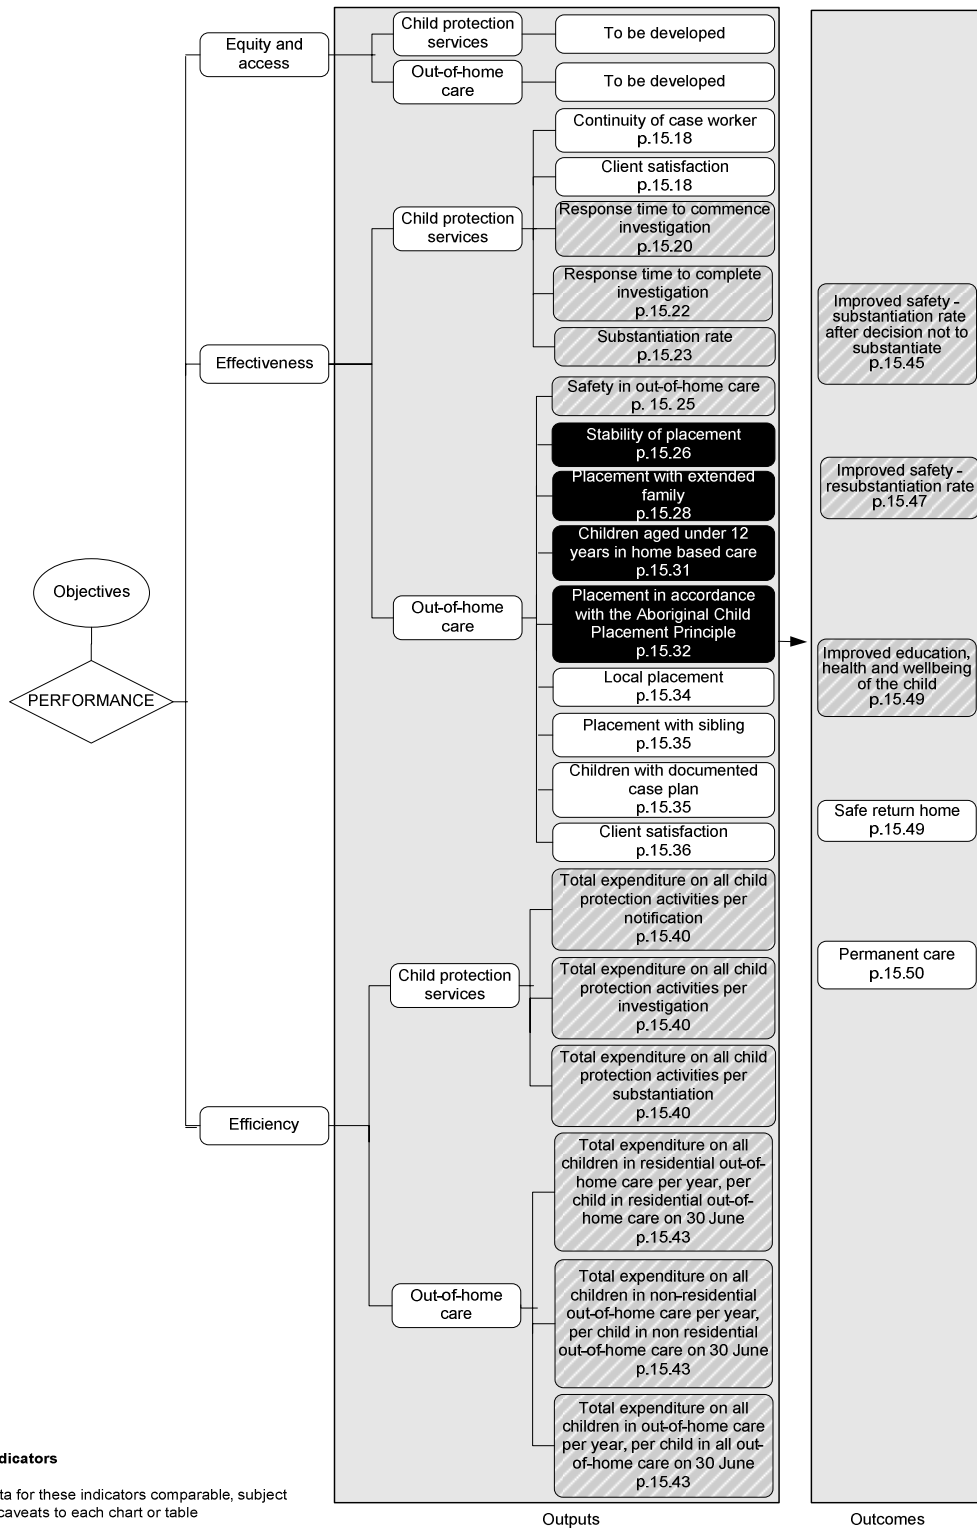 Objectives
PERFORMANCE
Equity and
access
Child protection
services
To be developed
Out-of-home
care
To be developed
Effectiveness
Child protection
services
Continuity of case worker
p.15.18
Client satisfaction
p.15.18
Response time to commence
investigation
p.15.20
Response time to complete
investigation
p.15.22
Substantiation rate
p.15.23
Out-of-home
care
Safety in out-of-home care
p. 15. 25
Stability of placement
p.15.26
Placement with extended
family
p.15.28
Children aged under 12
years in home based care
p.15.31
Placement in accordance
with the Aboriginal Child
Placement Principle
p.15.32
Local placement
p.15.34
Placement with sibling
p.15.35
Children with documented
case plan
p.15.35
Client satisfaction
p.15.36
Efficiency
Child protection
services
Total expenditure on all child
protection activities per
notification
p.15.40
Total expenditure on all child
protection activities per
investigation
p.15.40
Total expenditure on all child
protection activities per
substantiation
p.15.40
Out-of-home
care
Total expenditure on all
children in residential out-of-
home care per year, per
child in residential out-of-
home care on 30 June
p.15.43
Total expenditure on all
children in non-residential
out-of-home care per year,
per child in non residential
out-of-home care on 30 June
p.15.43
Total expenditure on all
children in out-of-home care
per year, per child in all out-
of-home care on 30 June
p.15.43
Outputs
Improved safety -
substantiation rate
after decision not to
substantiate
p.15.45
Improved safety -
resubstantiation rate
p.15.47
Improved education,
health and wellbeing
of the child
p.15.49
Safe return home
p.15.49
Permanent care
p.15.50
Outcomes
dicators
ta for these indicators comparable, subject
caveats to each chart or table